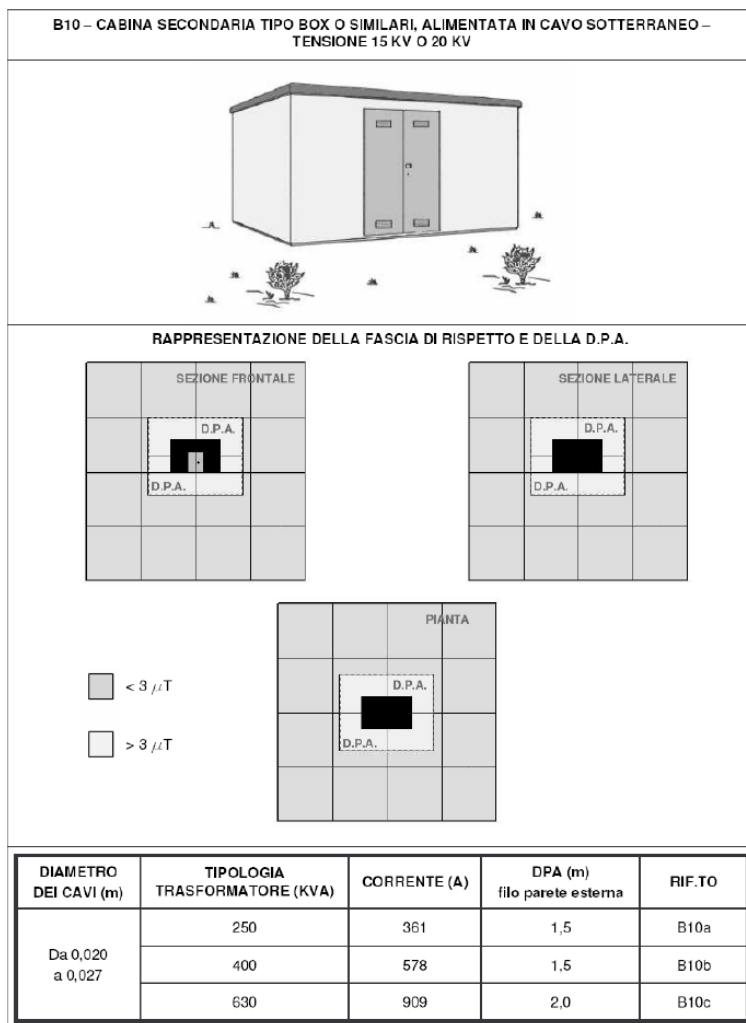 B10 – CABINA SECONDARIA TIPO BOX O SIMILARI, ALIMENTATA IN CAVO SOTTERRANEO –
TENSIONE 15 KV O 20 KV
RAPPRESENTAZIONE DELLA FASCIA DI RISPETTO E DELLA D.P.A.
SEZIONE FRONTALE
D.P.A.
D.P.A.
SEZIONE LATERALE
D.P.A.
D.P.A.
PIANTA
D.P.A.
D.P.A.
< 3 μT
> 3 μT
DIAMETRO
DEI CAVI (m)
TIPOLOGIA
TRASFORMATORE (KVA)
CORRENTE (A)
DPA (m)
filo parete esterna
RIF.TO
Da 0,020
a 0,027
250
361
1,5
B10a
400
578
1,5
B10b
630
909
2,0
B10c